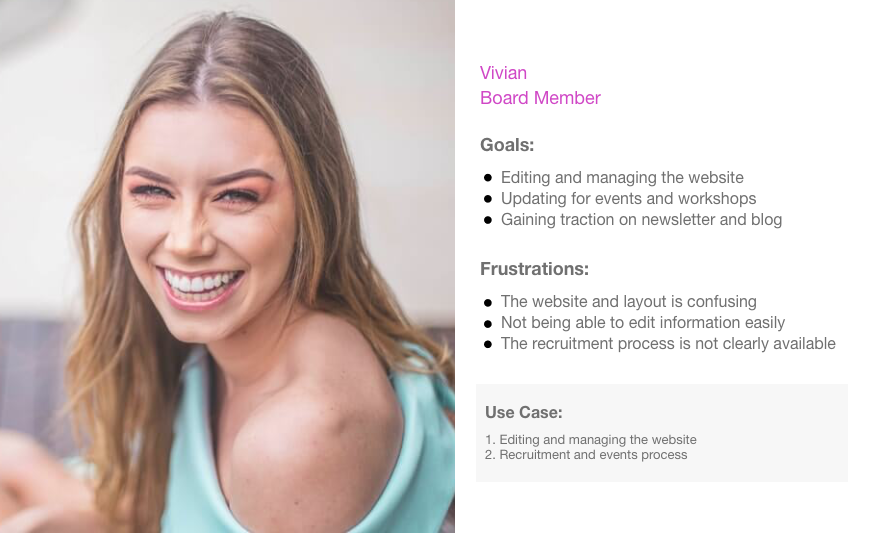 Vivian
Board Member
Goals:
● Editing and managing the website
● Updating for events and workshops
● Gaining traction on newsletter and blog
Frustrations:
● The website and layout is confusing
● Not being able to edit information easily
● The recruitment process is not clearly available
Use Case:
1. Editing and managing the website
2. Recruitment and events process